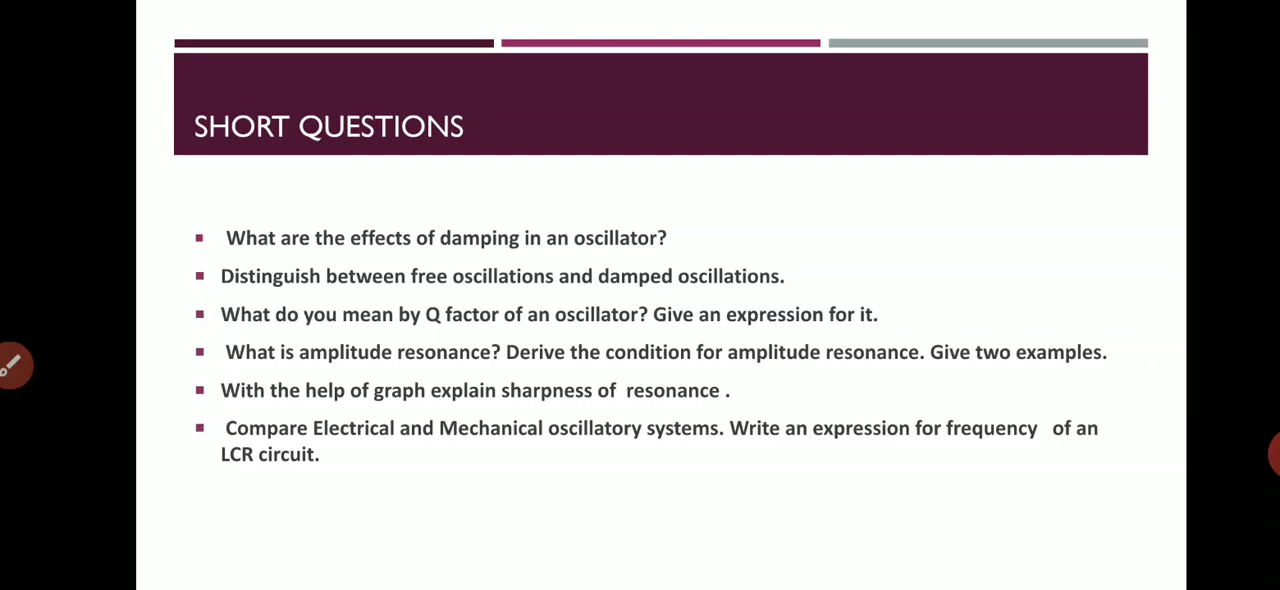 SHORT QUESTIONS
What are the effects of damping in an oscillator?
Distinguish between free oscillations and damped oscillations.
What do you mean by Q factor of an oscillator? Give an expression for it.
What is amplitude resonance? Derive the condition for amplitude resonance. Give two examples.
With the help of graph explain sharpness of resonance .
Compare Electrical and Mechanical oscillatory systems. Write an expression for frequency of an
LCR circuit.